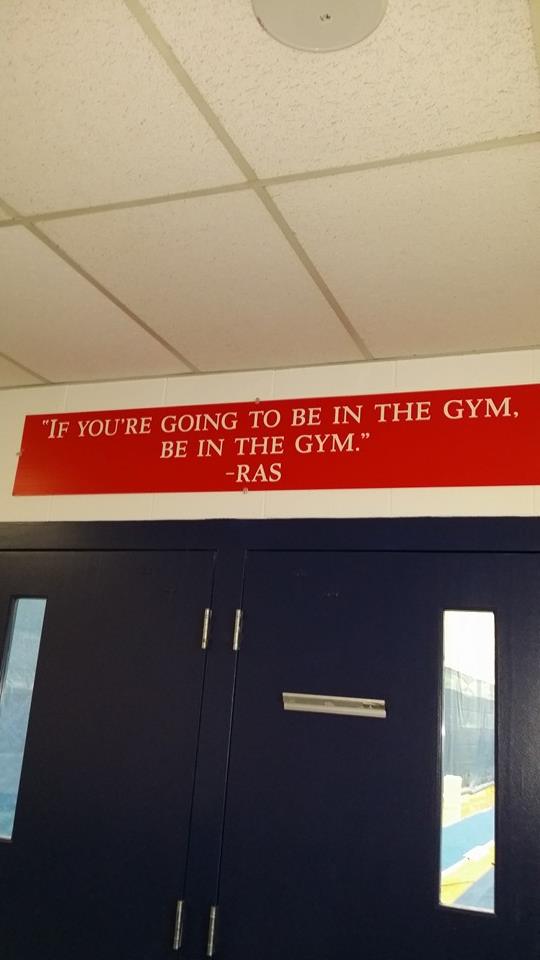 "IF YOU'RE GOING TO BE IN THE GYM,
BE IN THE GYM."
-RAS